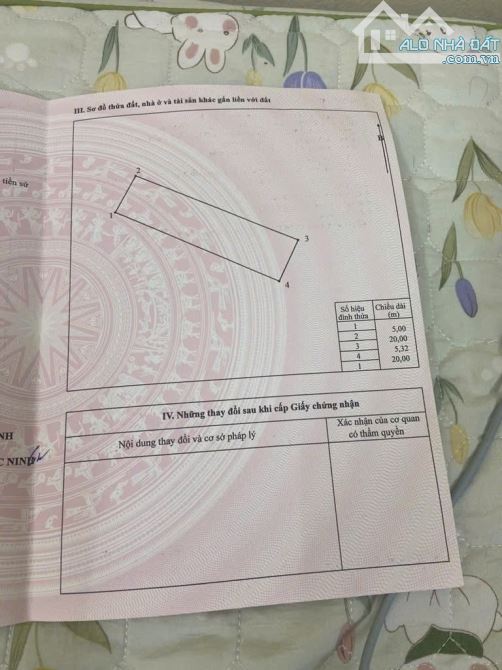 ALO NHÀ ĐẤT
.com.vn
III. Sơ đồ thửa đất, nhà ở và tài sản khác gắn liền với đất
B
tiền sử
2
1
3
4
Số hiệu đỉnh thửa
Chiều dài (m)
1
5,00
2
20,00
3
5,32
4
20,00
1
IV. Những thay đổi sau khi cấp Giấy chứng nhận
Nội dung thay đổi và cơ sở pháp lý
Xác nhận của cơ quan
có thẩm quyền
NH
C NINH